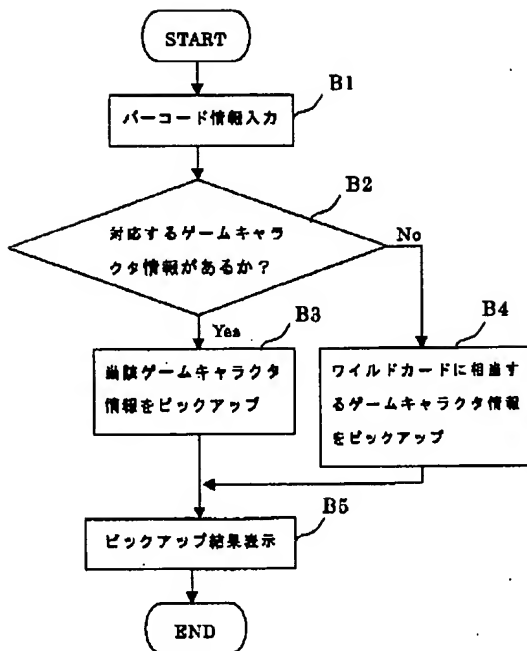 START
B1
バーコード情報入力
B2
対応するゲームキャラ
クタ情報があるか？
No
Yes
B3
当該ゲームキャラクタ
情報をピックアップ
B4
ワイルドカードに相当す
るゲームキャラクタ情報
をピックアップ
B5
ピックアップ結果表示
END